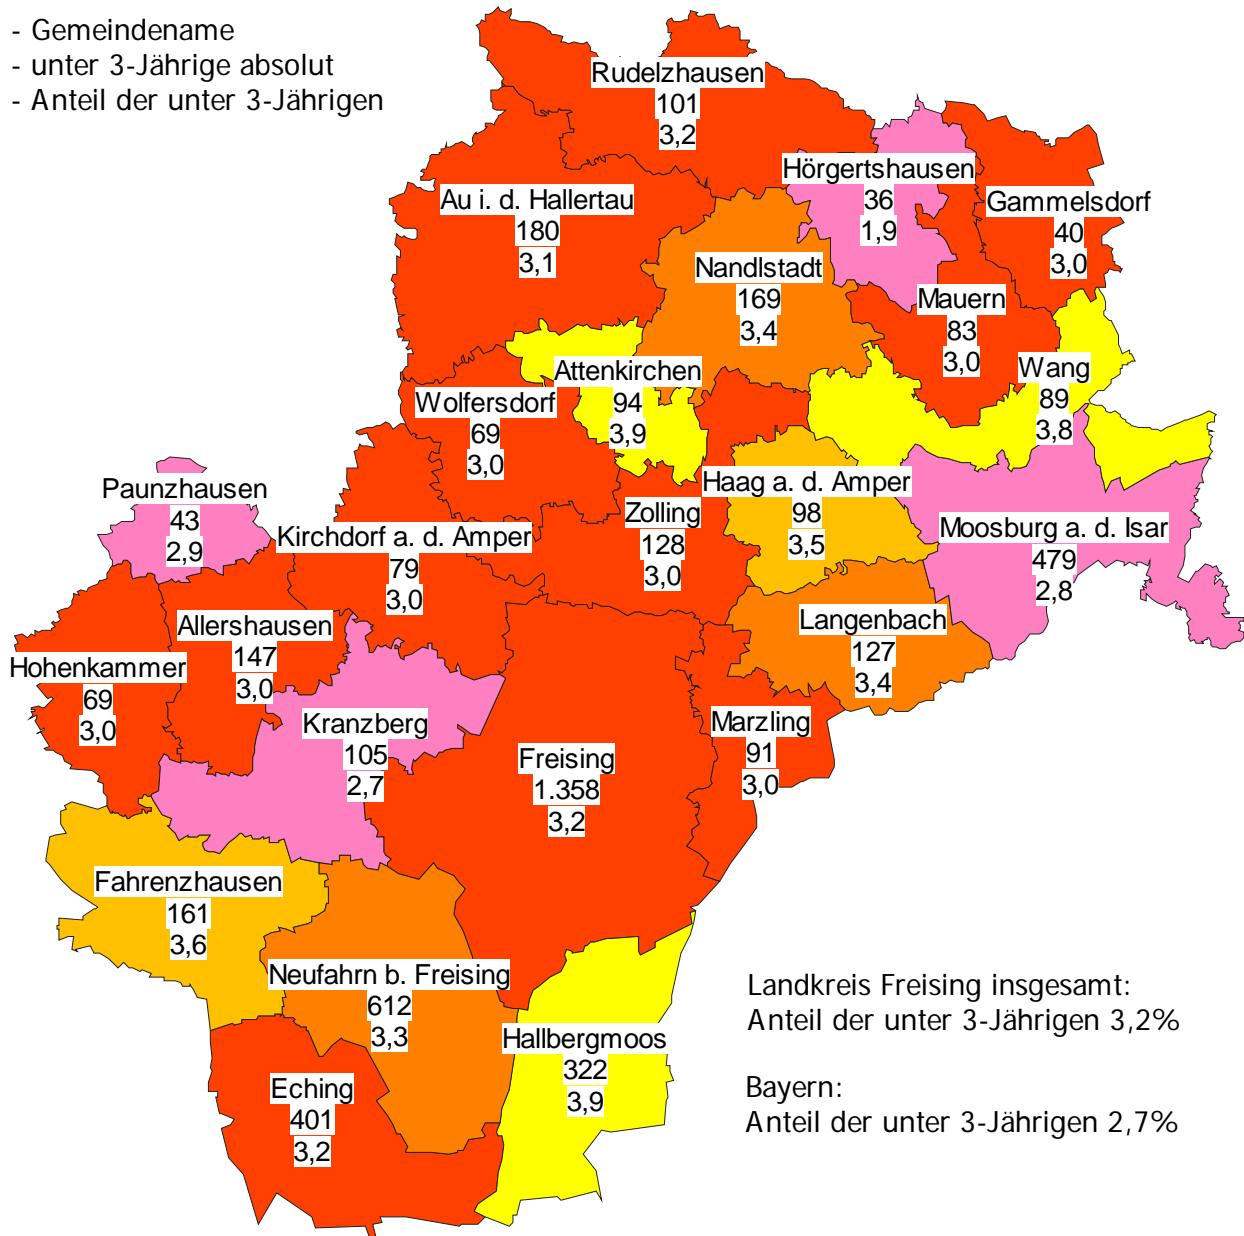 - Gemeindename
- unter 3-Jährige absolut
- Anteil der unter 3-Jährigen
Rudelzhausen
101
3,2
Hörgertshausen
36
1,9
Au i. d. Hallertau
180
3,1
Gammelsdorf
40
3,0
Nandlstadt
169
3,4
Mauern
83
3,0
Attenkirchen
94
3,9
Wang
89
3,8
Wolfersdorf
69
3,0
Paunzhausen
43
2,9
Haag a. d. Amper
98
3,5
Zolling
128
3,0
Moosburg a. d. Isar
479
2,8
Kirchdorf a. d. Amper
79
3,0
Allershausen
147
3,0
Langenbach
127
3,4
Hohenkammer
69
3,0
Kranzberg
105
2,7
Marzling
91
3,0
Freising
1.358
3,2
Fahrenzhausen
161
3,6
Neufahrn b. Freising
612
3,3
Hallbergmoos
322
3,9
Eching
401
3,2
Landkreis Freising insgesamt:
Anteil der unter 3-Jährigen 3,2%
Bayern:
Anteil der unter 3-Jährigen 2,7%